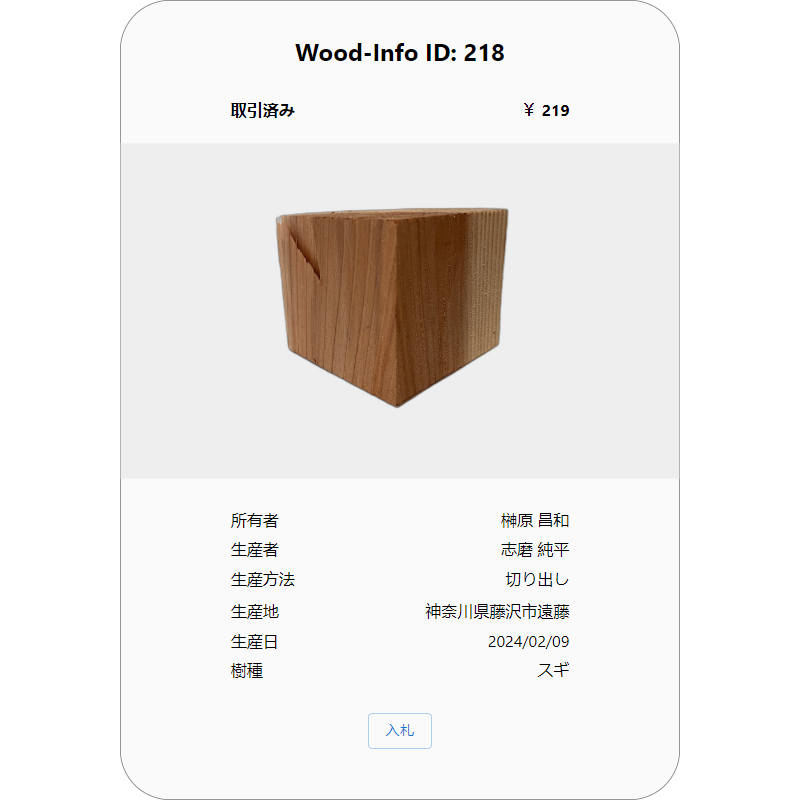 Wood-Info ID: 218
取引済み ￥ 219
所有者 榊原 昌和
生産者 志磨 純平
生産方法 切り出し
生産地 神奈川県藤沢市遠藤
生産日 2024/02/09
樹種 スギ
入札